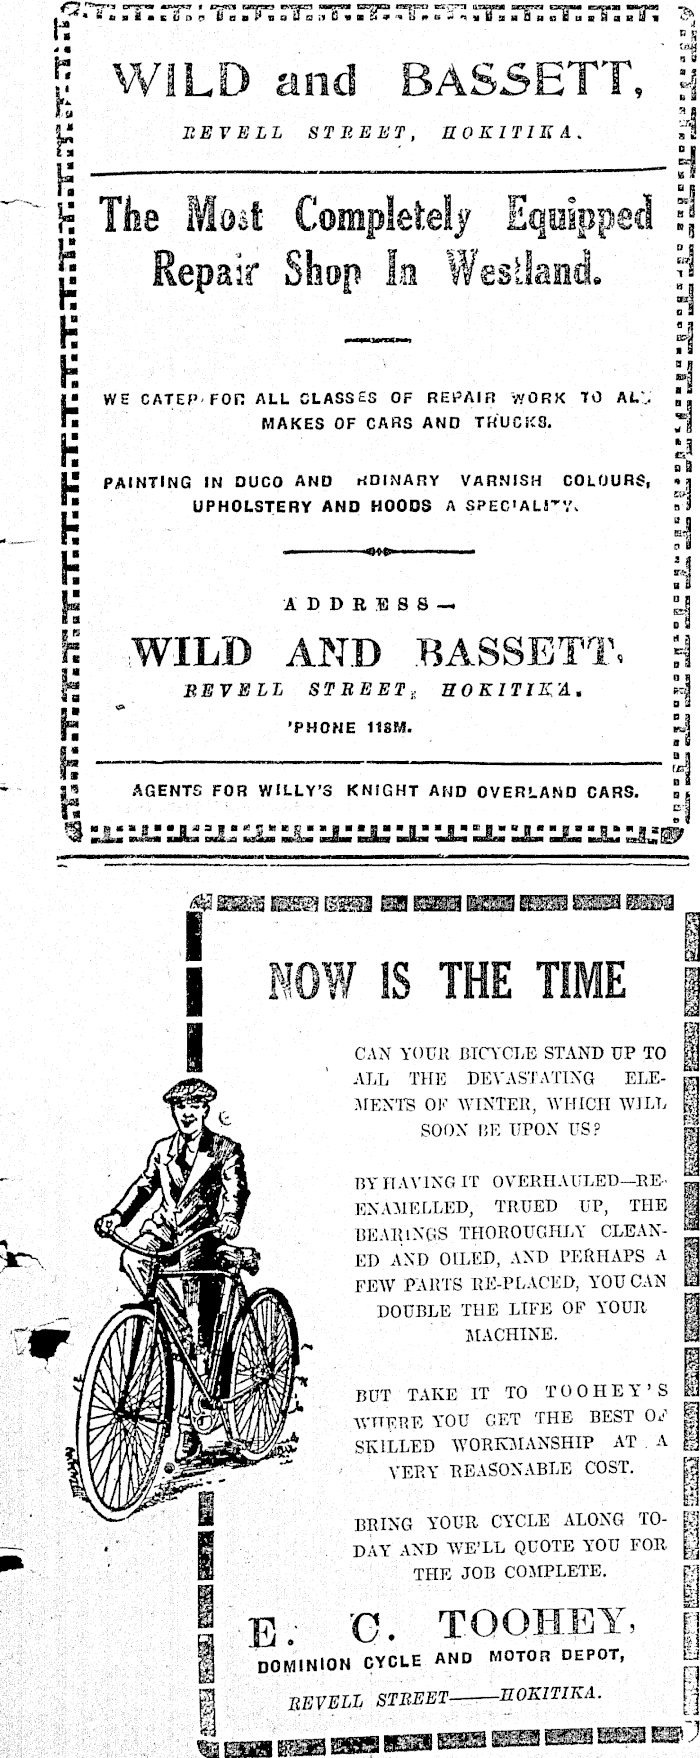 WILD and BASSETT,
REVELL STREET, HOKITIKA.
The Most Completely Equipped
Repair Shop In Westland.
WE CATER FOR ALL CLASSES OF REPAIR WORK TO ALL
MAKES OF CARS AND TRUCKS.
PAINTING IN DUCO AND RDINARY VARNISH COLOURS,
UPHOLSTERY AND HOODS A SPECIALITY.
ADDRESS—
WILD AND BASSETT,
REVELL STREET, HOKITIKA.
'PHONE 118M.
AGENTS FOR WILLY'S KNIGHT AND OVERLAND CARS.
NOW IS THE TIME
CAN YOUR BICYCLE STAND UP TO
ALL THE DEVASTATING ELE-
MENTS OF WINTER, WHICH WILL
SOON BE UPON US?
BY HAVING IT OVERHAULED—RE-
ENAMELLED, TRUED UP, THE
BEARINGS THOROUGHLY CLEAN-
ED AND OILED, AND PERHAPS A
FEW PARTS RE-PLACED, YOU CAN
DOUBLE THE LIFE OF YOUR
MACHINE.
BUT TAKE IT TO TOOHEY'S
WHERE YOU GET THE BEST OF
SKILLED WORKMANSHIP AT A
VERY REASONABLE COST.
BRING YOUR CYCLE ALONG TO-
DAY AND WE'LL QUOTE YOU FOR
THE JOB COMPLETE.
E. C. TOOHEY,
DOMINION CYCLE AND MOTOR DEPOT,
REVELL STREET——HOKITIKA.